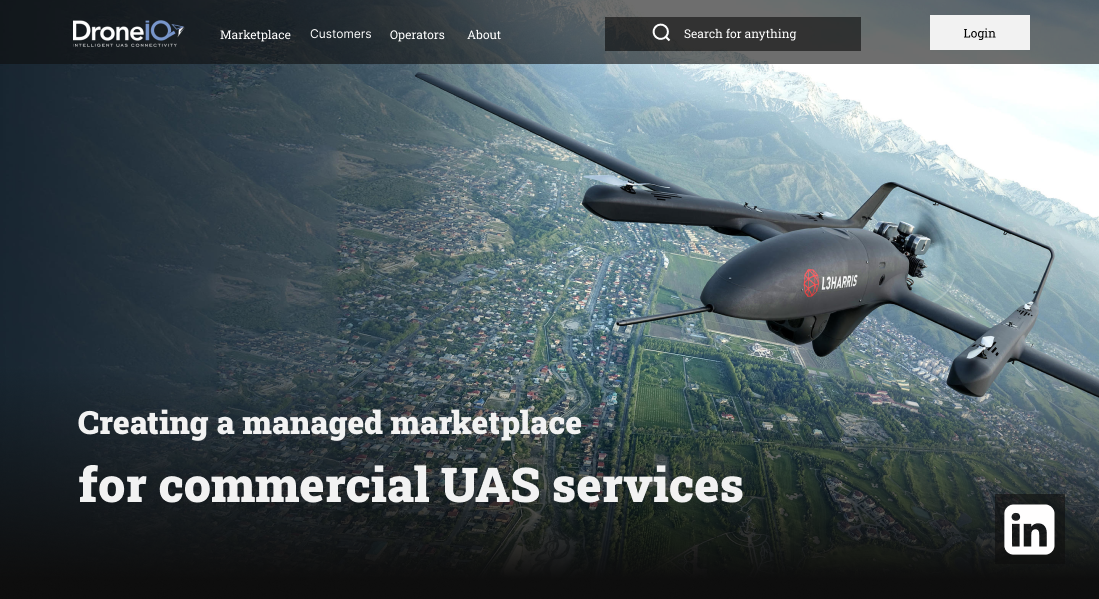 DroneIO
INTELLIGENT UAS CONNECTIVITY
Marketplace
Customers
Operators
About
Search for anything
Login
L3HARRIS
Creating a managed marketplace
for commercial UAS services
in